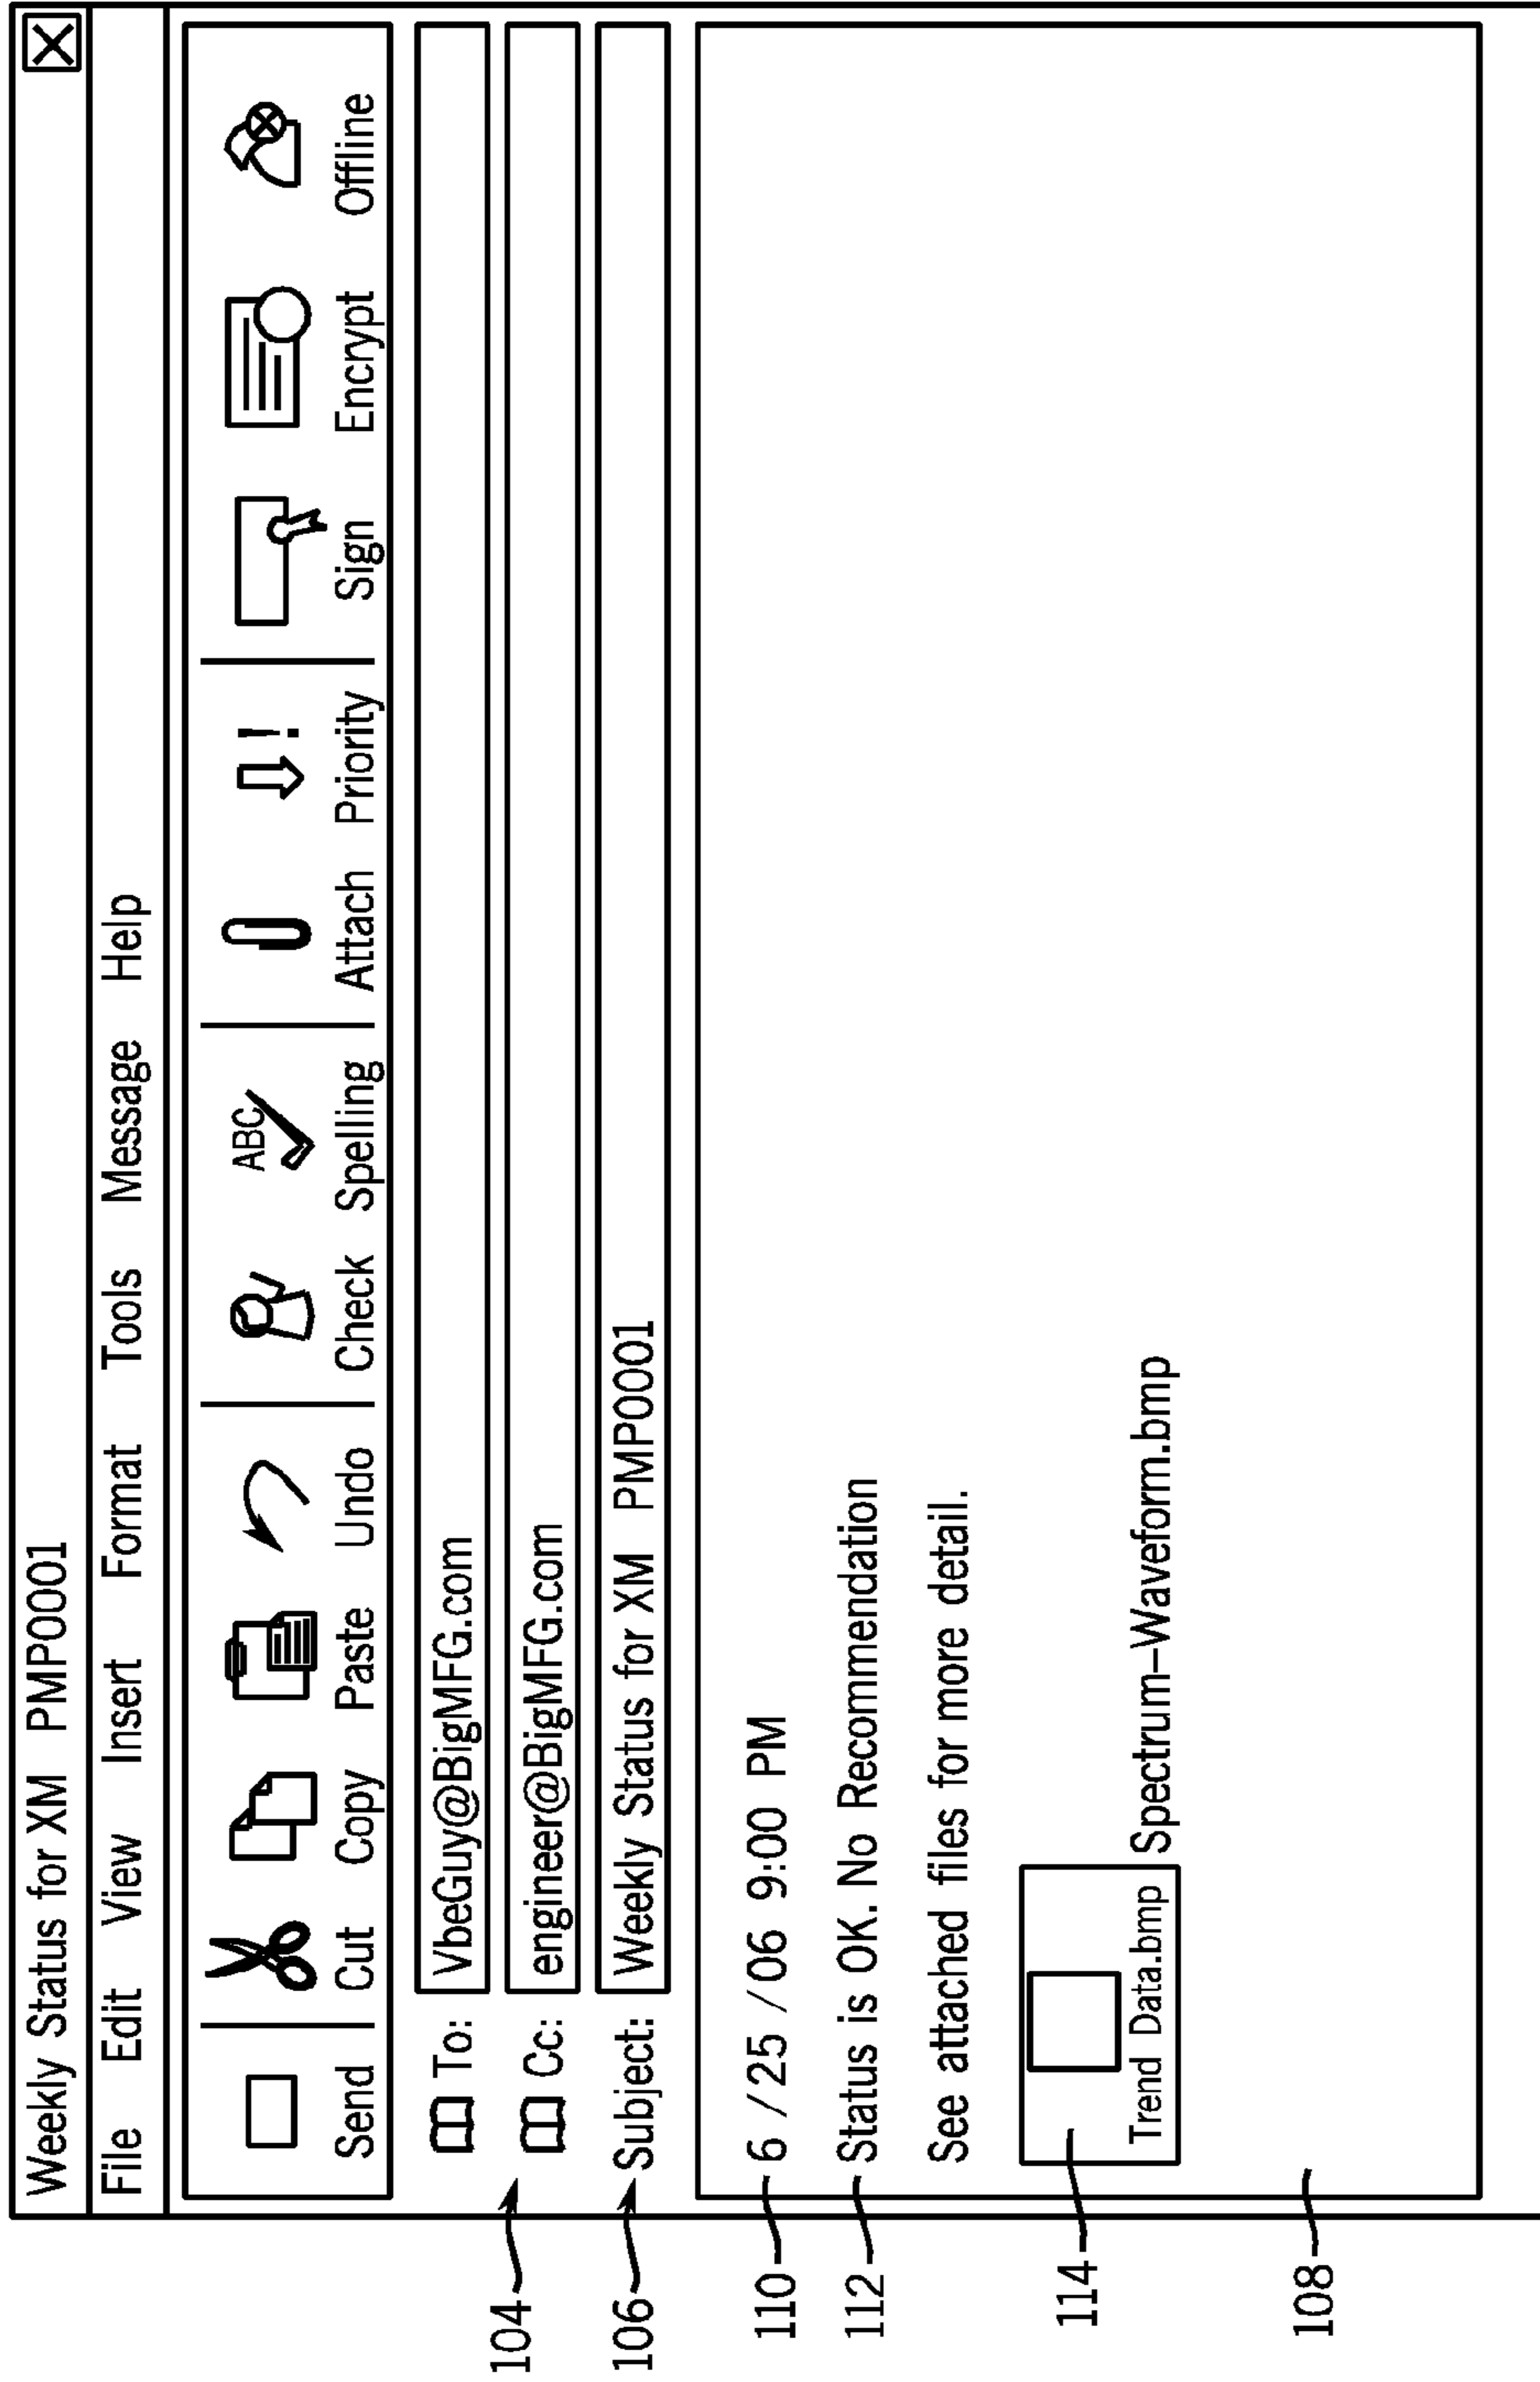 Weekly Status for XM PMP0001
File Edit View Insert Format Tools Message Help
ABC
Send Cut Copy Paste Undo Check Spelling Attach Priority Sign Encrypt Offline
To: VbeGuy@BigMFG.com
104 Cc: engineer@BigMFG.com
106 Subject: Weekly Status for XM PMP0001
110 6 /25 /06 9:00 PM
112 Status is OK. No Recommendation
See attached files for more detail.
114 Trend Data.bmp Spectrum-Waveform.bmp
108